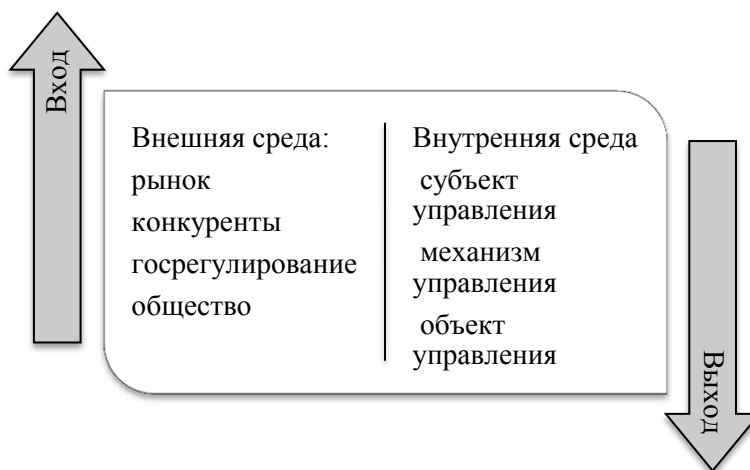 Вход
Внешняя среда:
рынок
конкуренты
госрегулирование
общество
Внутренняя среда
субъект
управления
механизм
управления
объект
управления
Выход